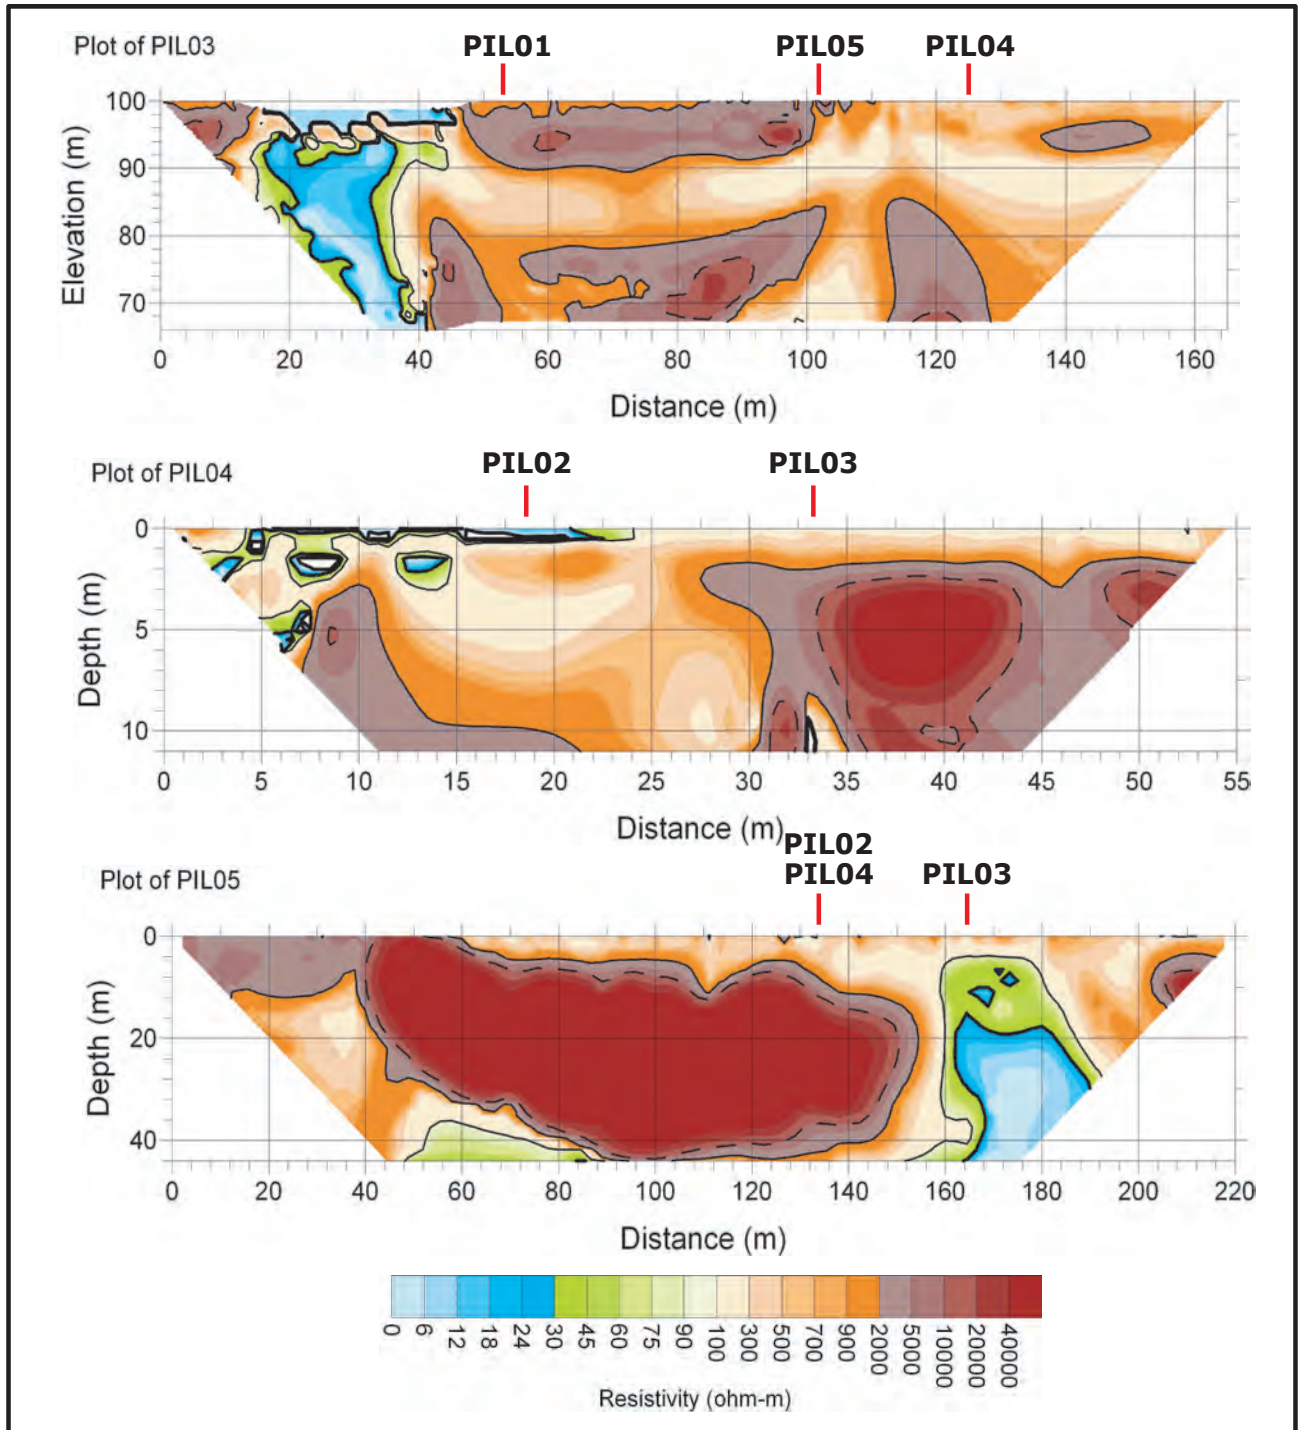 Plot of PIL03
PIL01 PIL05 PIL04
100
90
80
70
Elevation (m)
0 20 40 60 80 100 120 140 160
Distance (m)
Plot of PIL04
PIL02 PIL03
0
5
10
Depth (m)
0 5 10 15 20 25 30 35 40 45 50 55
Distance (m)
PIL02
Plot of PIL05
PIL04 PIL03
0
20
40
Depth (m)
0 20 40 60 80 100 120 140 160 180 200 220
Distance (m)
0 6 12 18 24 30 45 60 75 90 100 300 500 700 900 2000 5000 10000 20000 40000
Resistivity (ohm-m)